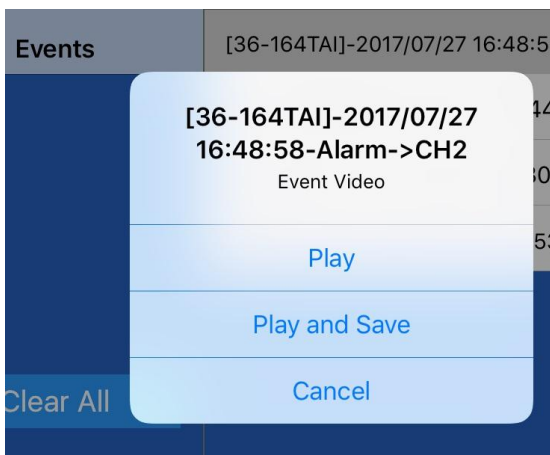 Events
[36-164TAI]-2017/07/27 16:48:5
[36-164TAI]-2017/07/27
16:48:58-Alarm->CH2
Event Video
Play
Play and Save
Cancel
Clear All